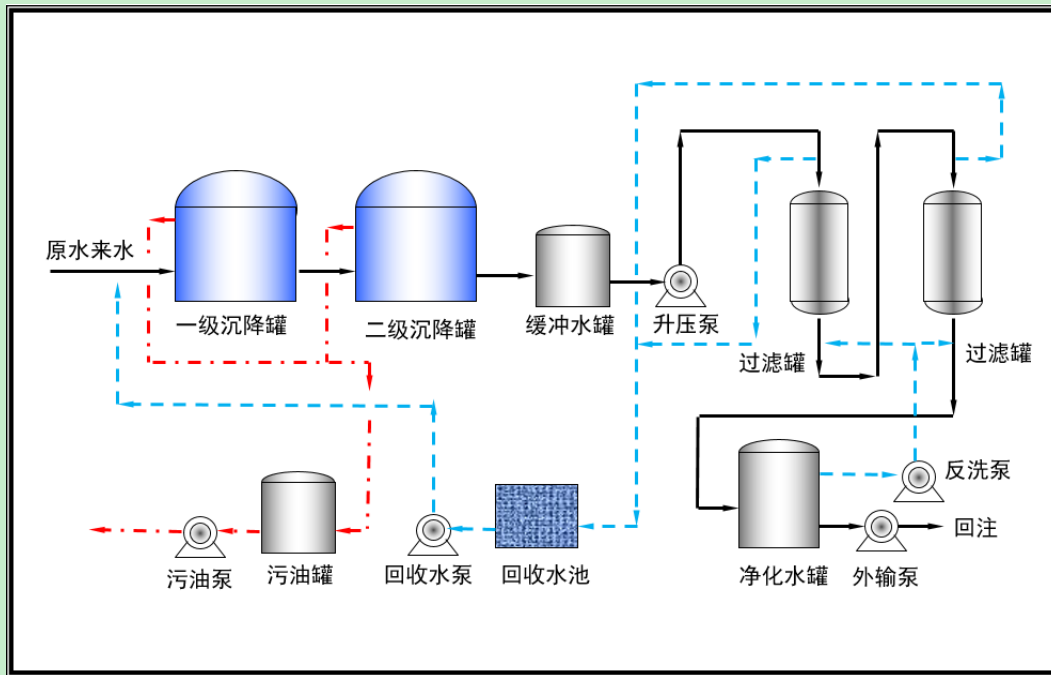 原水来水
一级沉降罐
二级沉降罐
缓冲水罐
升压泵
过滤罐
过滤罐
反洗泵
回注
污油泵
污油罐
回收水泵
回收水池
净化水罐
外输泵